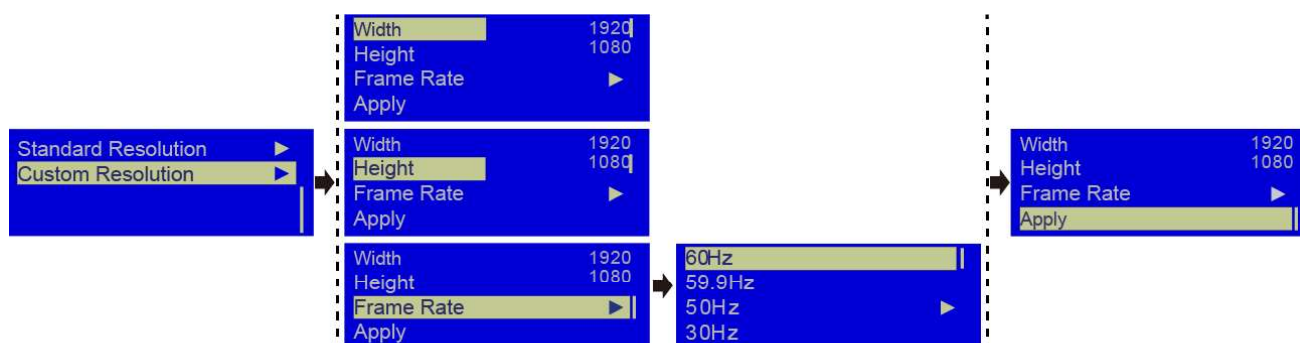 Standard Resolution ▶
Custom Resolution ▶
Width 1920
Height 1080
Frame Rate ▶
Apply
Width 1920
Height 1080
Frame Rate ▶
Apply
Width 1920
Height 1080
Frame Rate ▶
Apply
60Hz
59.9Hz
50Hz ▶
30Hz
Width 1920
Height 1080
Frame Rate ▶
Apply